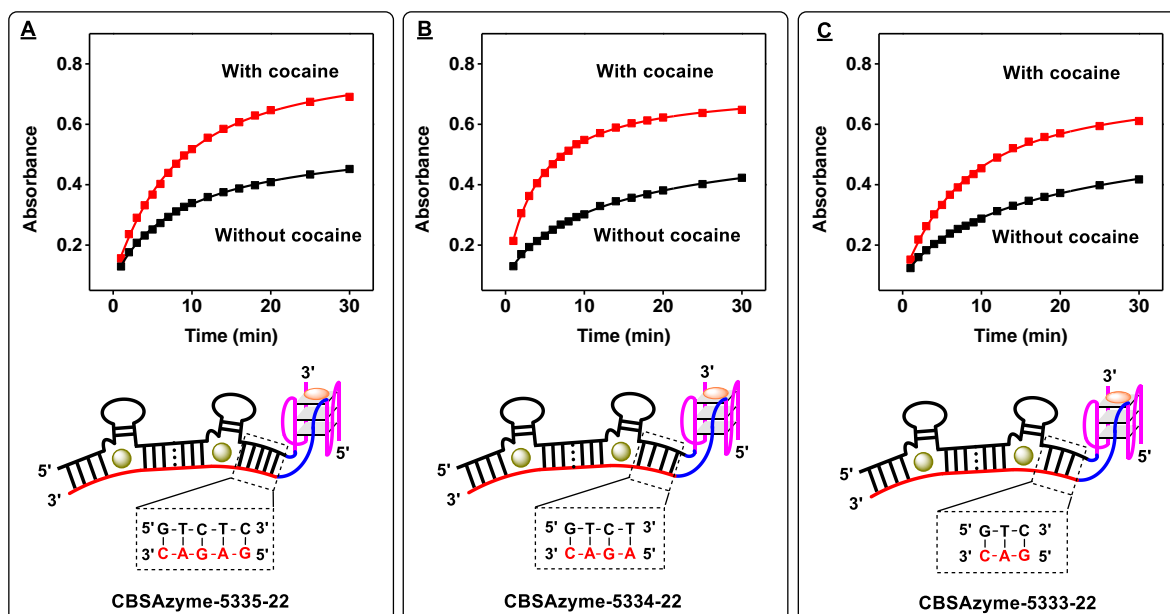 A
0.8
0.6
0.4
0.2
Absorbance
With cocaine
Without cocaine
0 10 20 30
Time (min)
3'
5'
5'
3'
5' G-T-C-T-C 3'
3' C-A-G-A-G 5'
CBSAzyme-5335-22
B
0.8
0.6
0.4
0.2
Absorbance
With cocaine
Without cocaine
0 10 20 30
Time (min)
3'
5'
5'
3'
5' G-T-C-T 3'
3' C-A-G-A 5'
CBSAzyme-5334-22
C
0.8
0.6
0.4
0.2
Absorbance
With cocaine
Without cocaine
0 10 20 30
Time (min)
3'
5'
5'
3'
5' G-T-C 3'
3' C-A-G 5'
CBSAzyme-5333-22